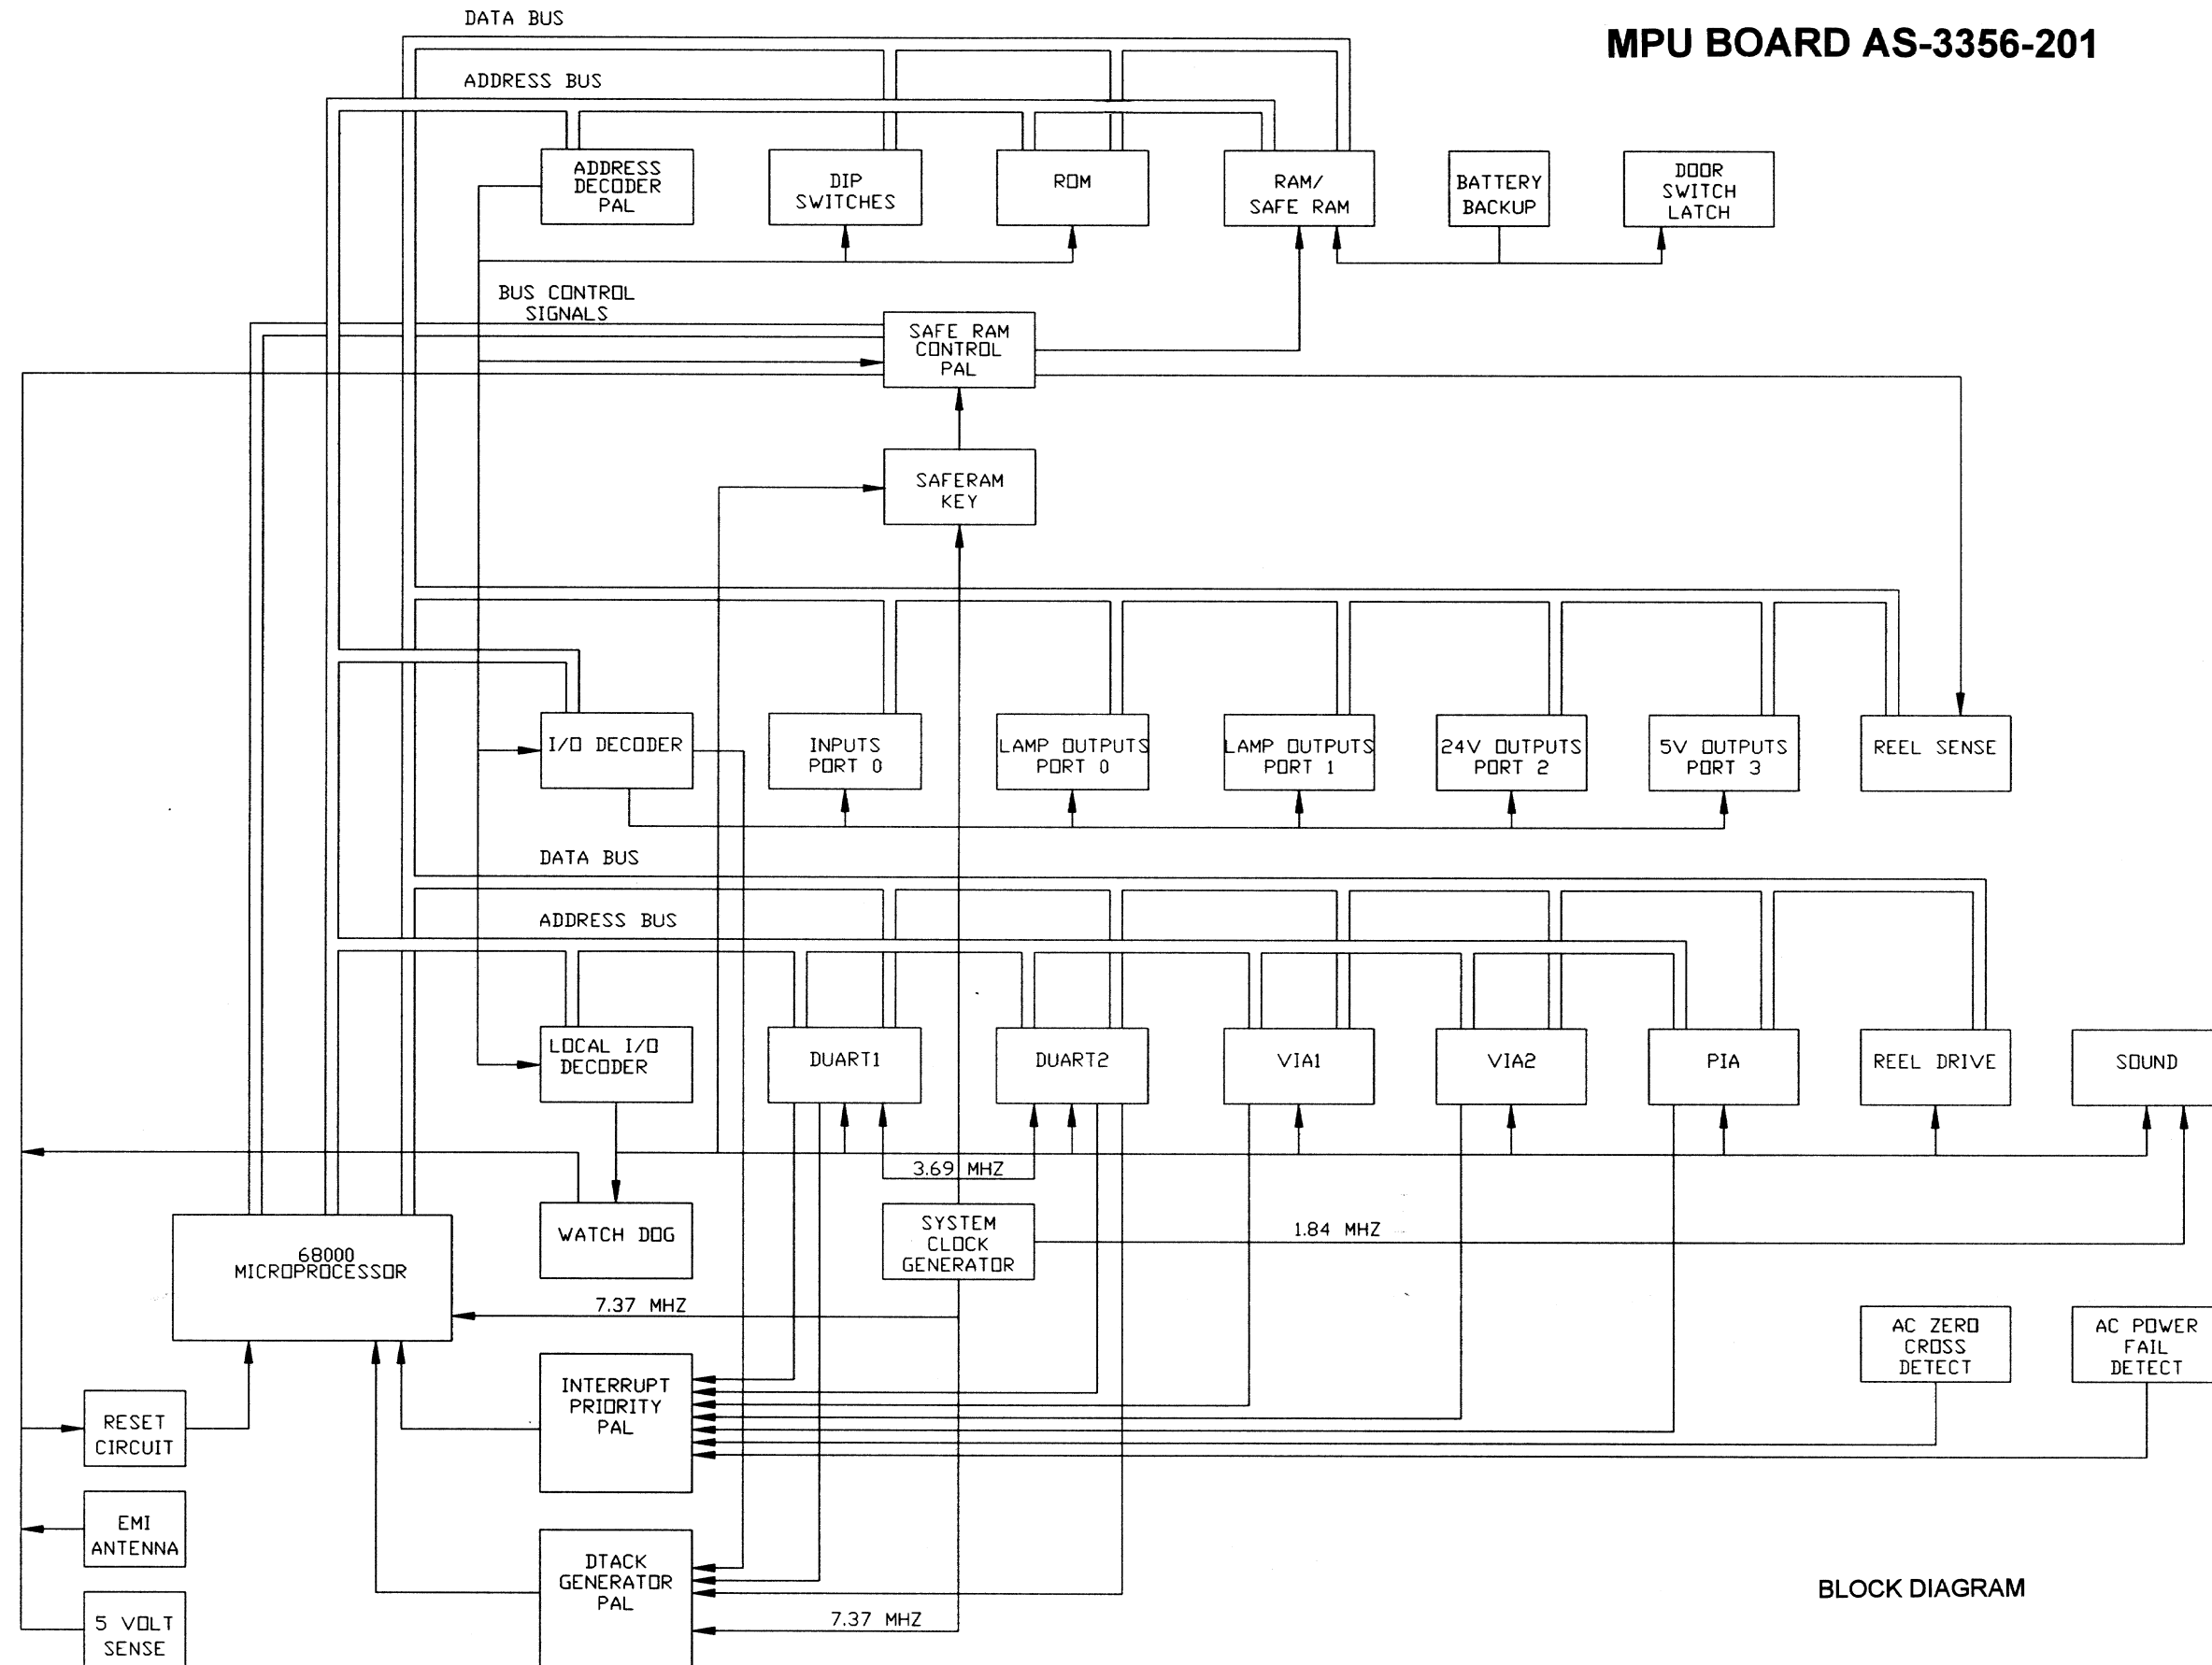 DATA BUS
MPU BOARD AS-3356-201
ADDRESS BUS
ADDRESS
DECODER
PAL
DIP
SWITCHES
ROM
RAM/
SAFE RAM
BATTERY
BACKUP
DOOR
SWITCH
LATCH
BUS CONTROL
SIGNALS
SAFE RAM
CONTROL
PAL
SAFERAM
KEY
I/O DECODER
INPUTS
PORT 0
LAMP OUTPUTS
PORT 0
LAMP OUTPUTS
PORT 1
24V OUTPUTS
PORT 2
5V OUTPUTS
PORT 3
REEL SENSE
DATA BUS
ADDRESS BUS
LOCAL I/O
DECODER
DUART1
DUART2
VIA1
VIA2
PIA
REEL DRIVE
SOUND
3.69 MHZ
WATCH DOG
SYSTEM
CLOCK
GENERATOR
1.84 MHZ
68000
MICROPROCESSOR
7.37 MHZ
AC ZERO
CROSS
DETECT
AC POWER
FAIL
DETECT
INTERRUPT
PRIORITY
PAL
RESET
CIRCUIT
EMI
ANTENNA
DTACK
GENERATOR
PAL
BLOCK DIAGRAM
5 VOLT
SENSE
7.37 MHZ